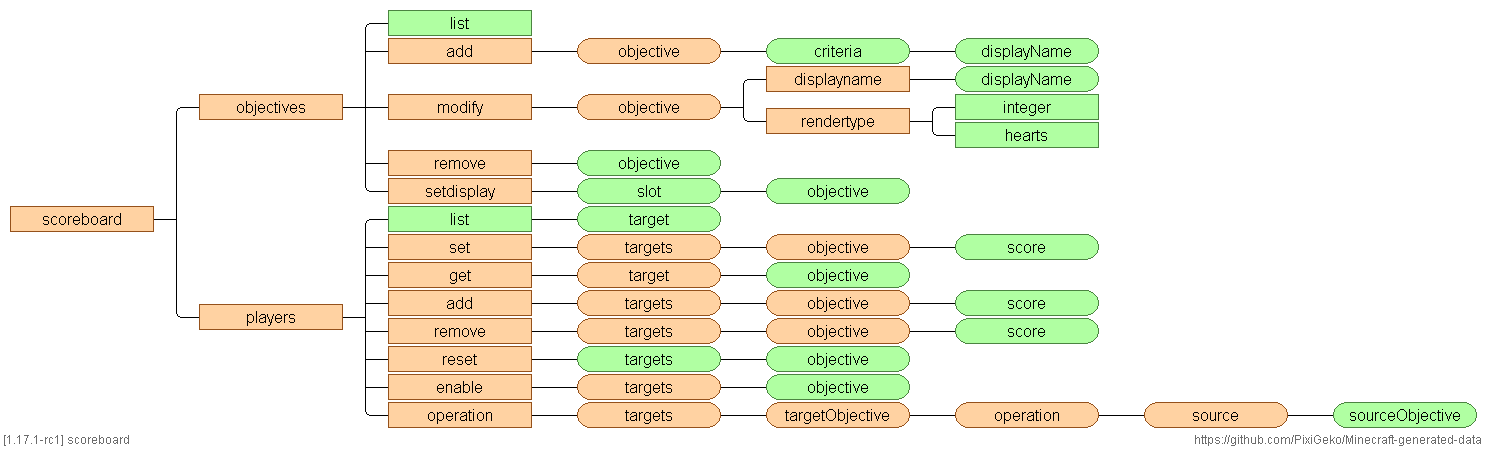 list
add objective criteria displayName
displayname displayName
objectives modify objective integer
rendertype
hearts
remove objective
setdisplay slot objective
scoreboard list target
set targets objective score
get target objective
add targets objective score
players
remove targets objective score
reset targets objective
enable targets objective
operation targets targetObjective operation source sourceObjective
[1.17.1-rc1] scoreboard https://github.com/PixiGeko/Minecraft-generated-data